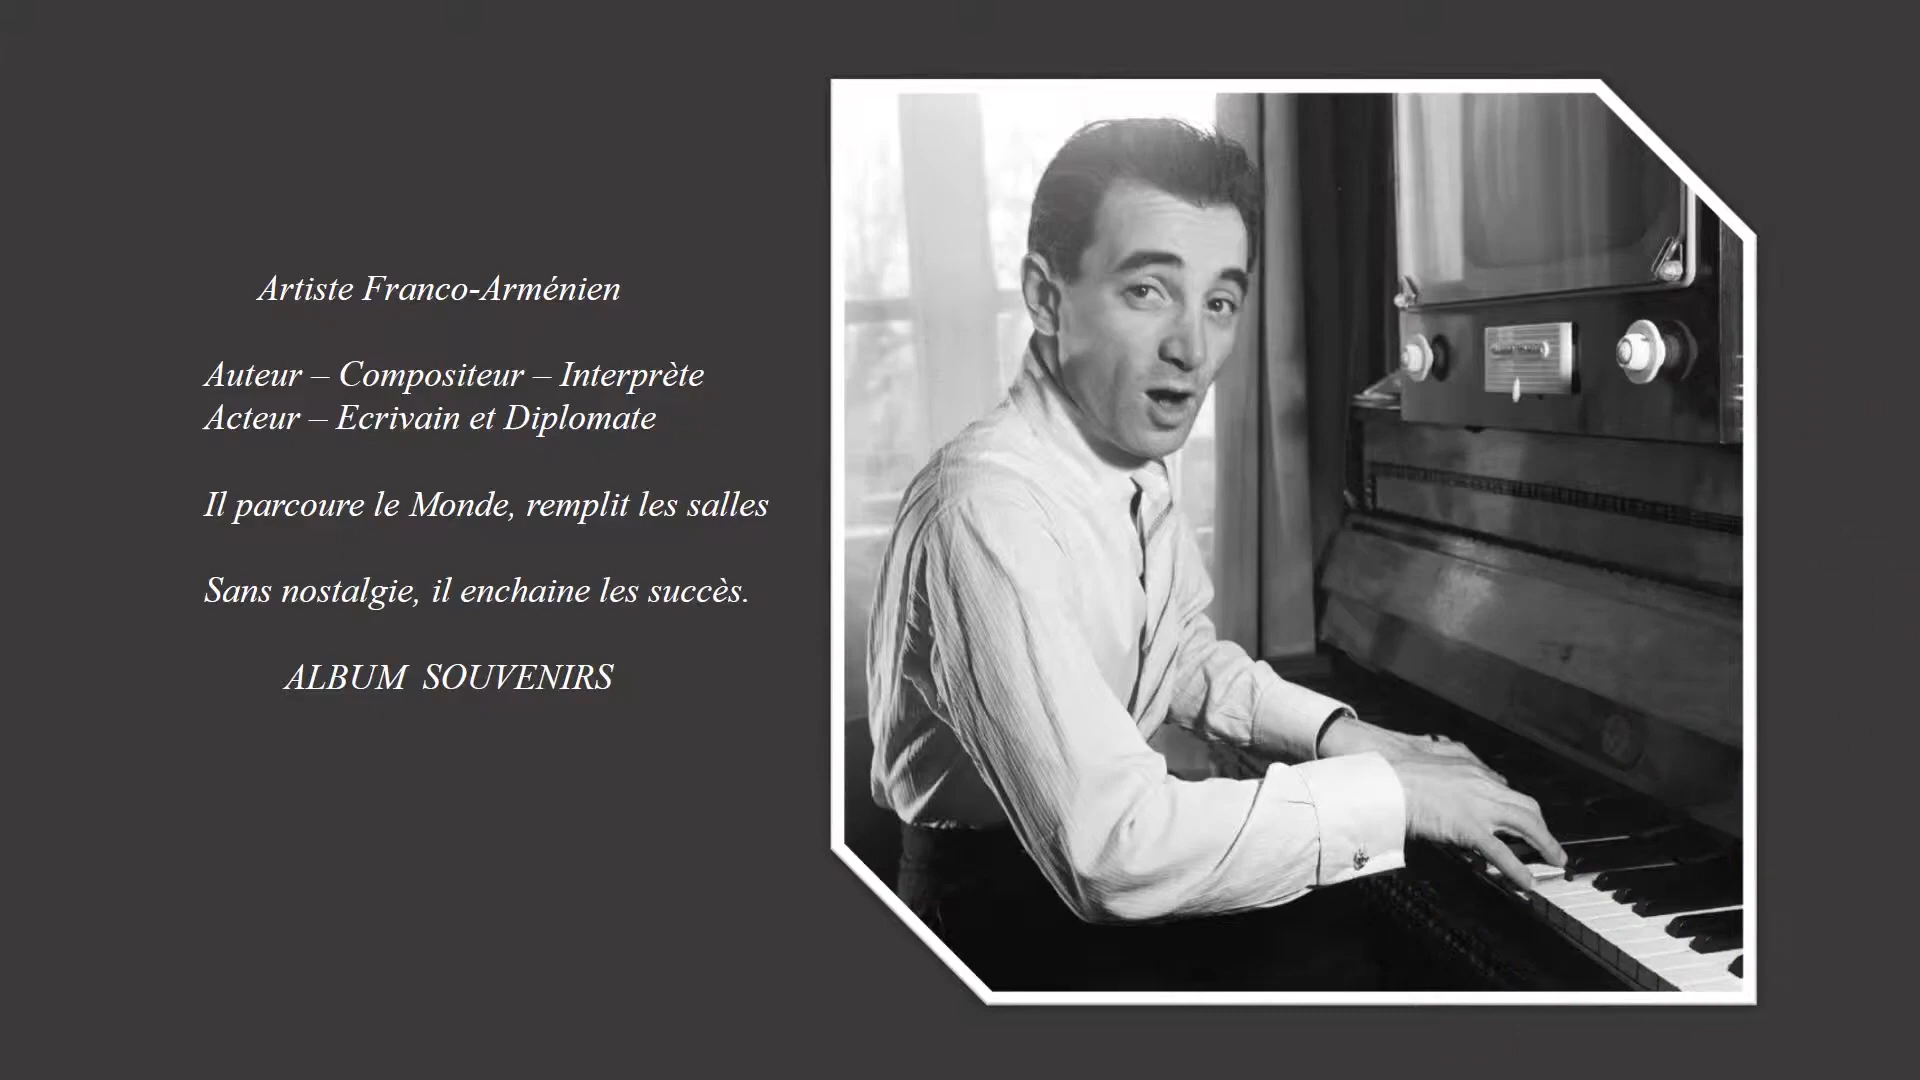 Artiste Franco-Arménien
Auteur – Compositeur – Interprète
Acteur – Ecrivain et Diplomate
Il parcoure le Monde, remplit les salles
Sans nostalgie, il enchaine les succès.
ALBUM SOUVENIRS